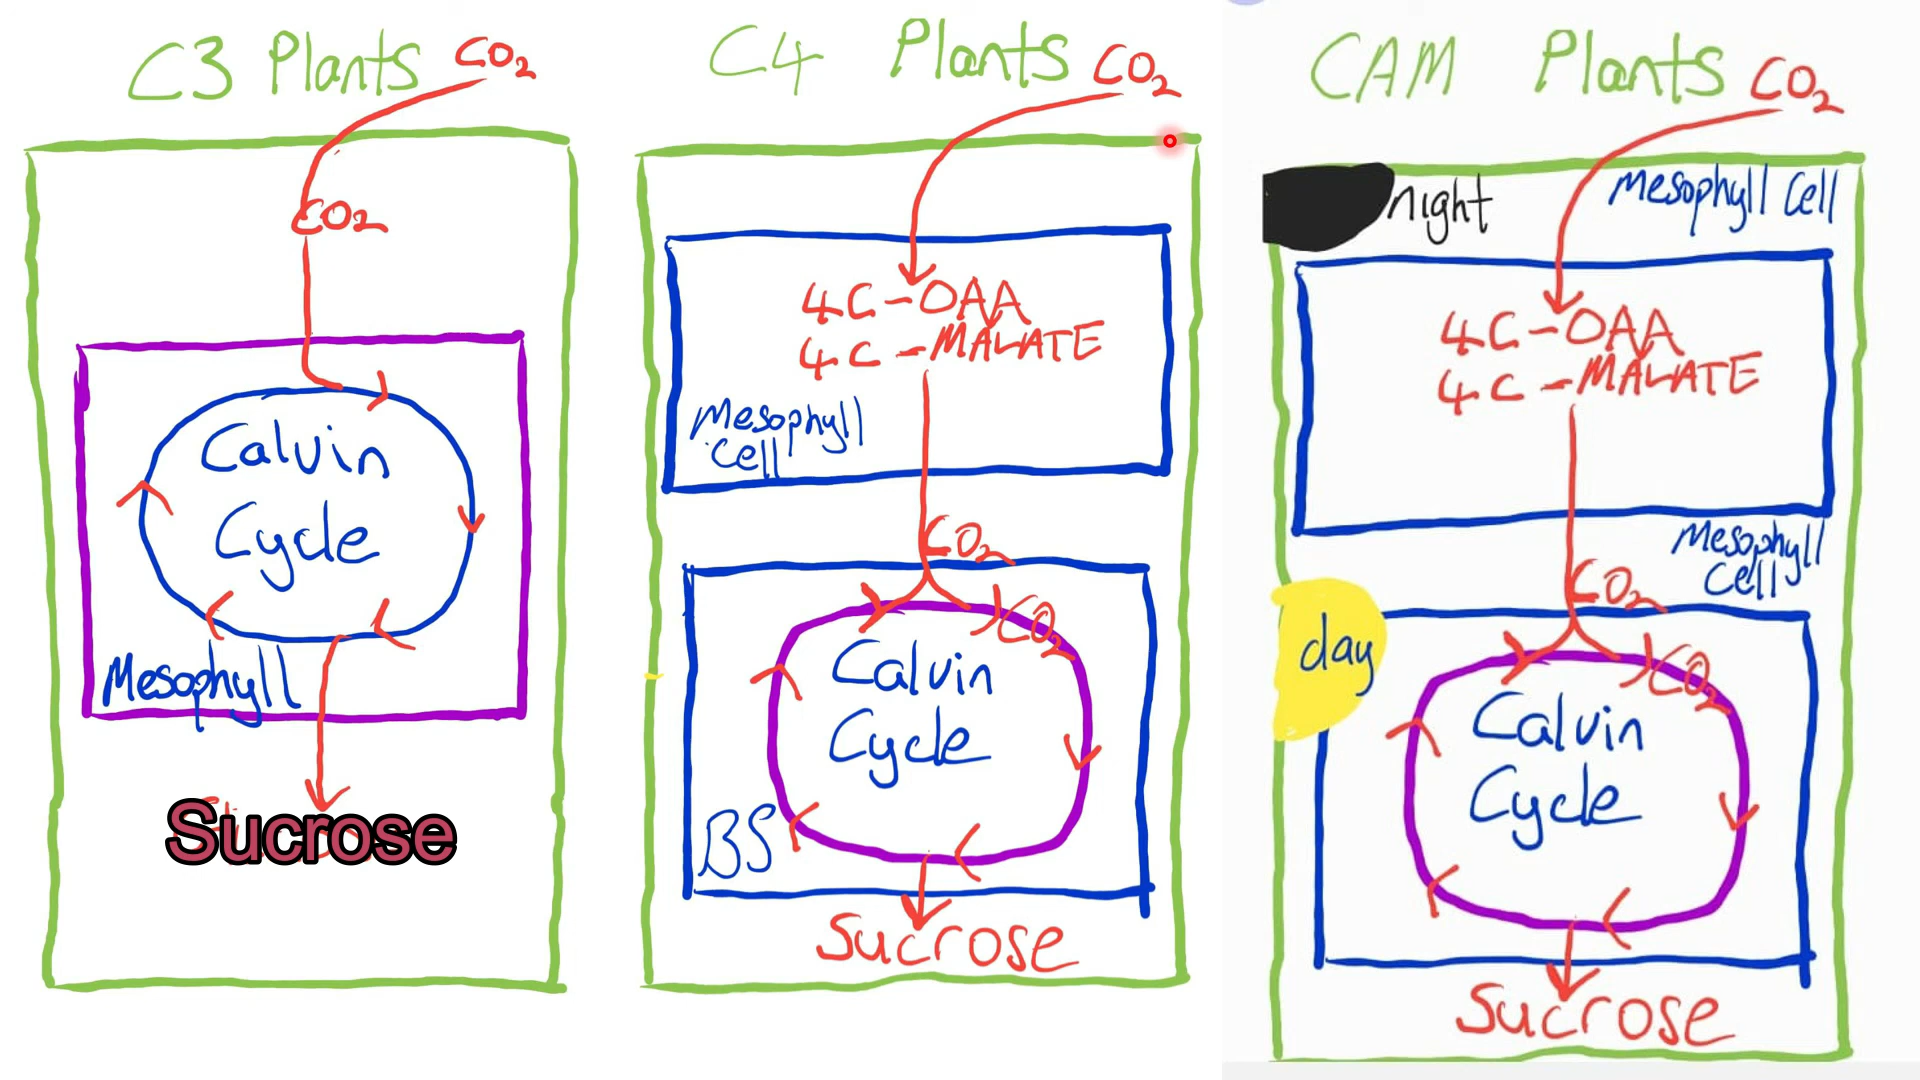 C3 Plants
CO2
CO2
Calvin
Cycle
Mesophyll
Sucrose
C4 Plants
CO2
4C-OAA
4C-MALATE
Mesophyll
Cell
CO2
CO2
Calvin
Cycle
BS
Sucrose
CAM Plants
CO2
night
Mesophyll Cell
4C-OAA
4C-MALATE
Mesophyll
Cell
CO2
day
CO2
Calvin
Cycle
Sucrose